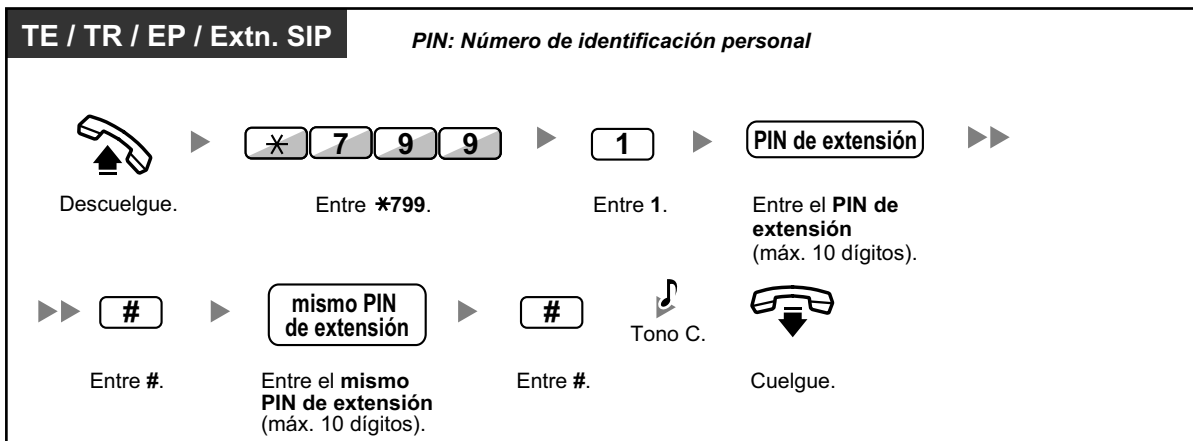 TE / TR / EP / Extn. SIP
PIN: Número de identificación personal
* 7 9 9
1
PIN de extensión
Descuelgue.
Entre *799.
Entre 1.
Entre el PIN de
extensión
(máx. 10 dígitos).
#
mismo PIN
de extensión
#
Tono C.
Entre #.
Entre el mismo
PIN de extensión
(máx. 10 dígitos).
Entre #.
Cuelgue.